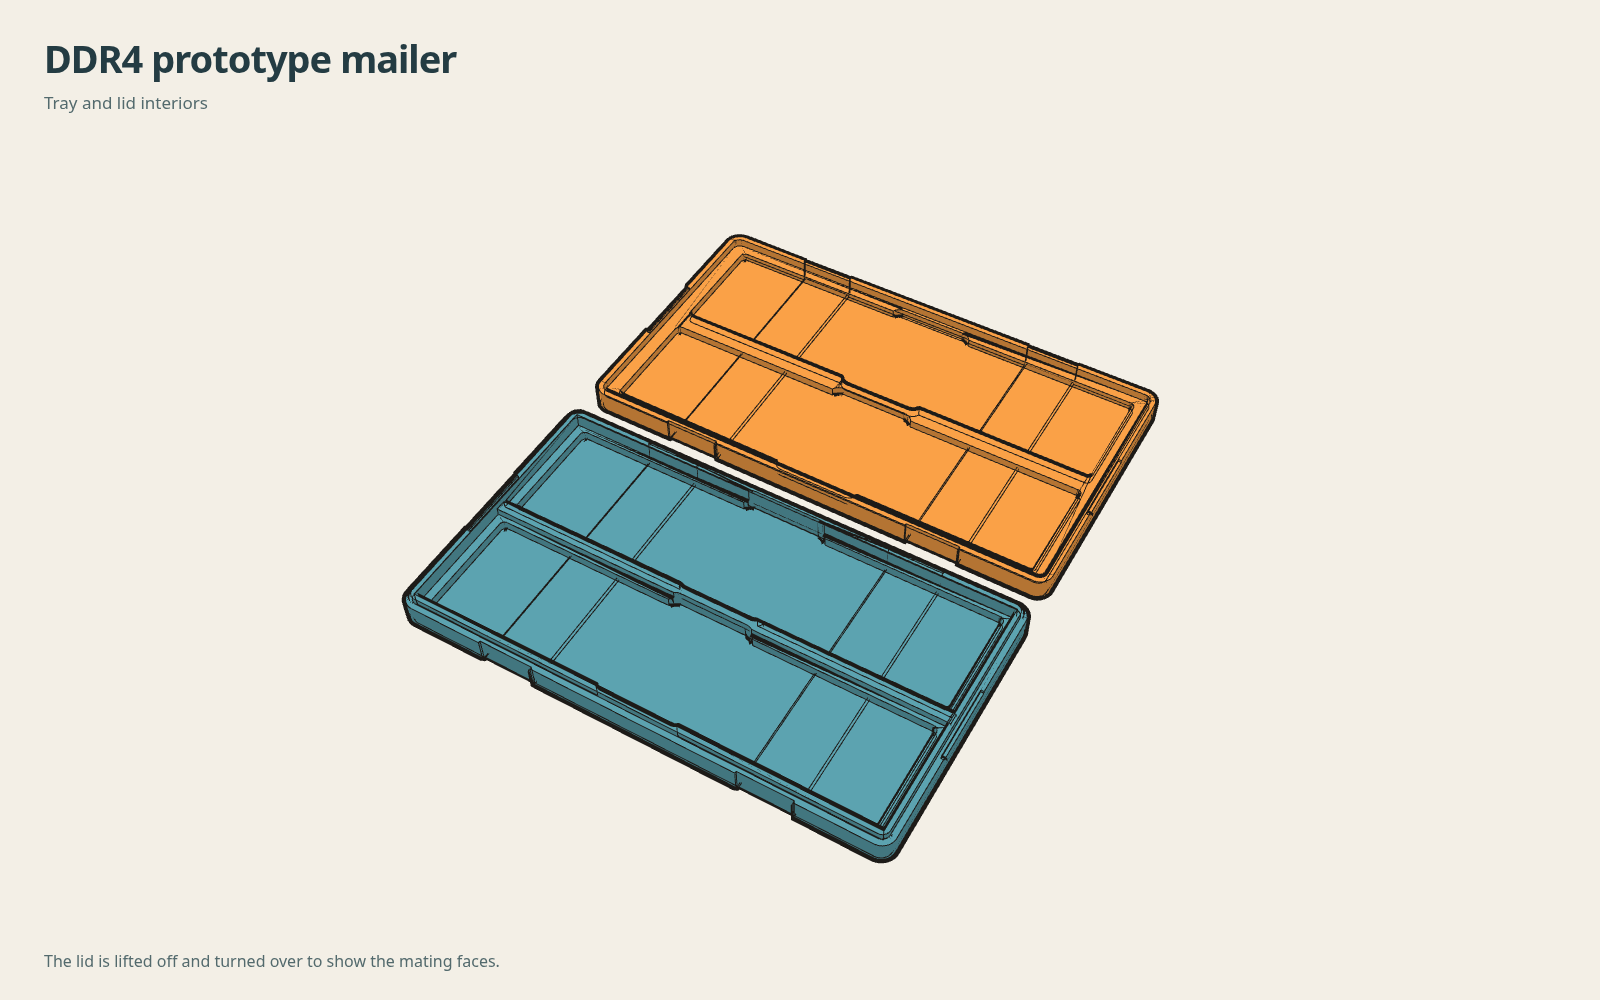 DDR4 prototype mailer
Tray and lid interiors
The lid is lifted off and turned over to show the mating faces.